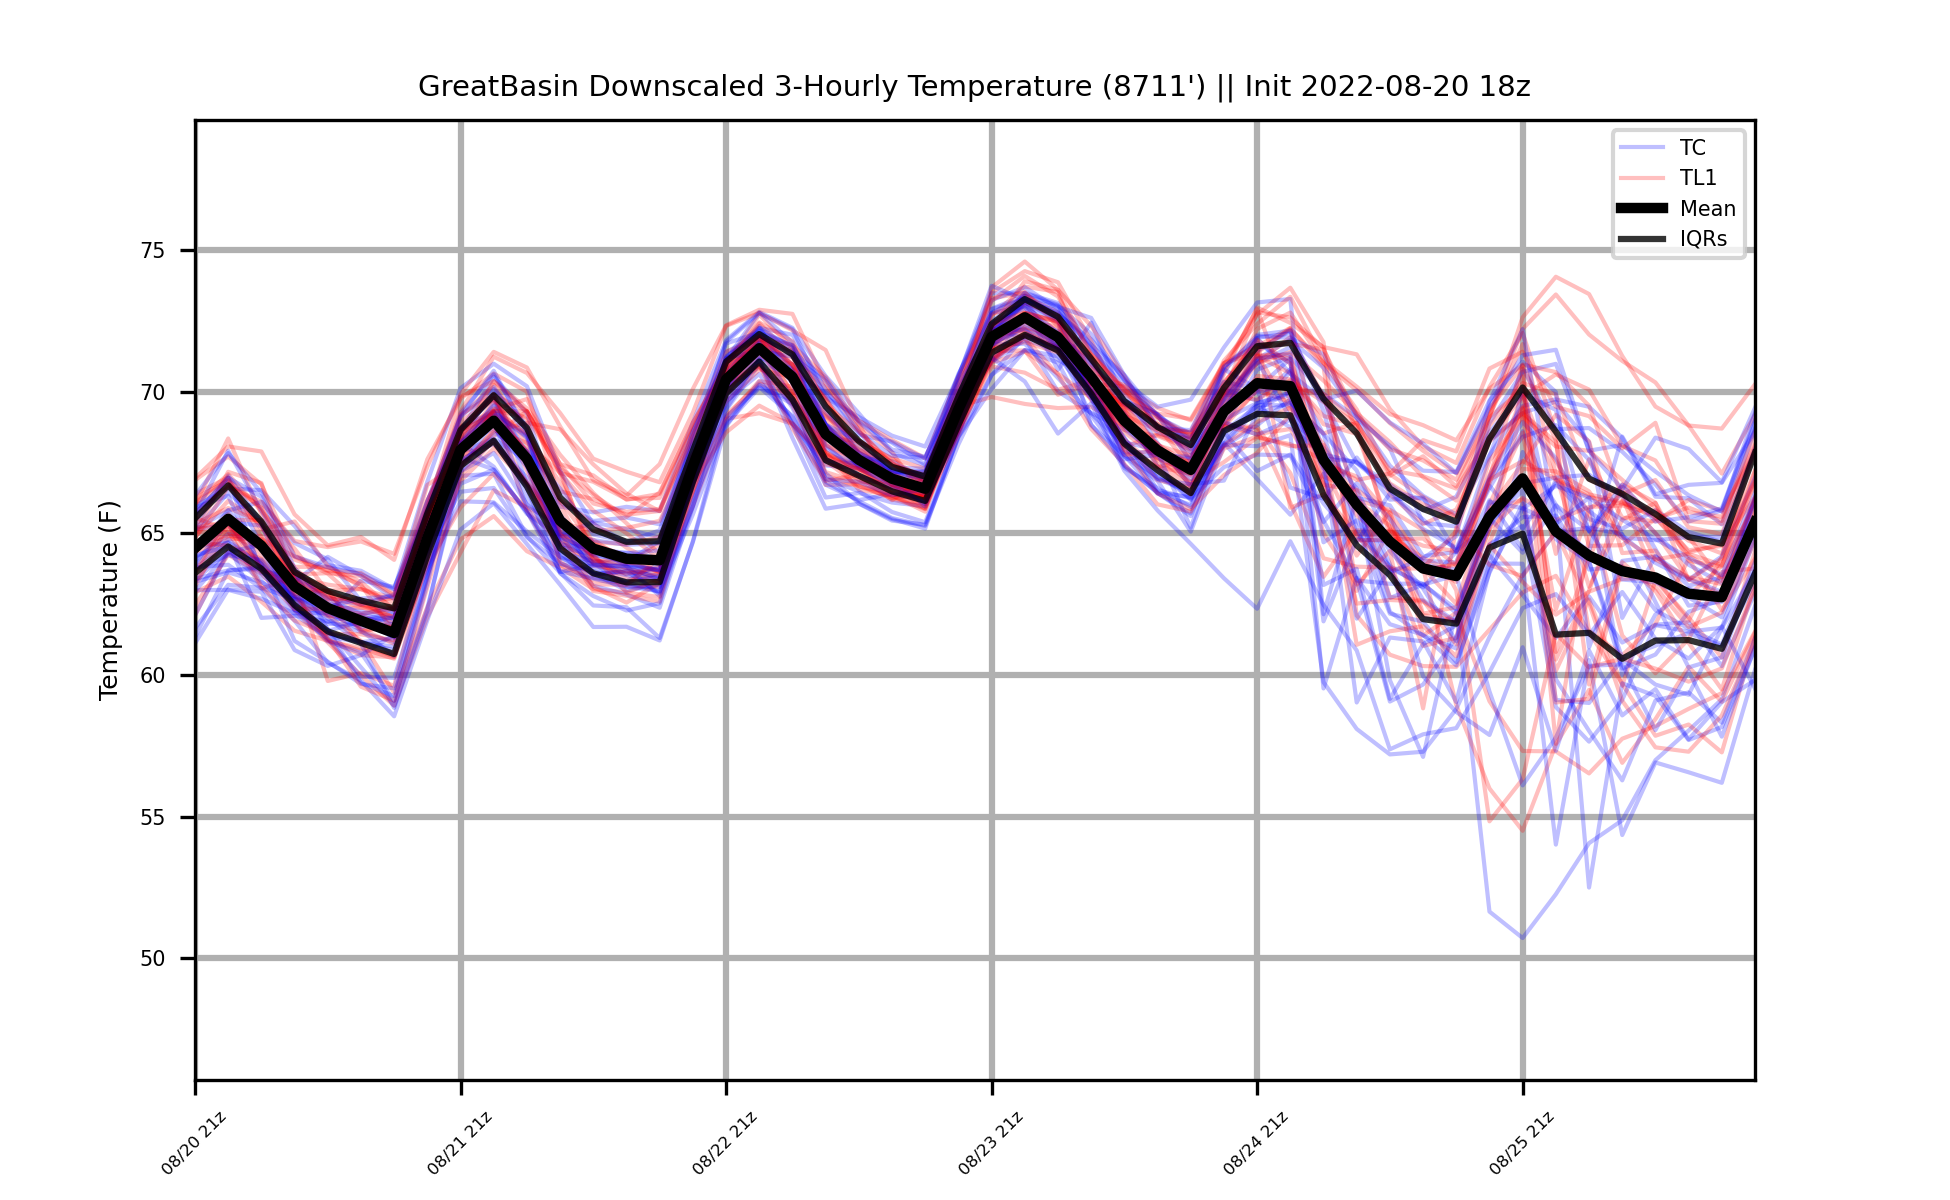 GreatBasin Downscaled 3-Hourly Temperature (8711') || Init 2022-08-20 18z
TC
TL1
Mean
IQRs
Temperature (F)
75
70
65
60
55
50
08/20 21z
08/21 21z
08/22 21z
08/23 21z
08/24 21z
08/25 21z